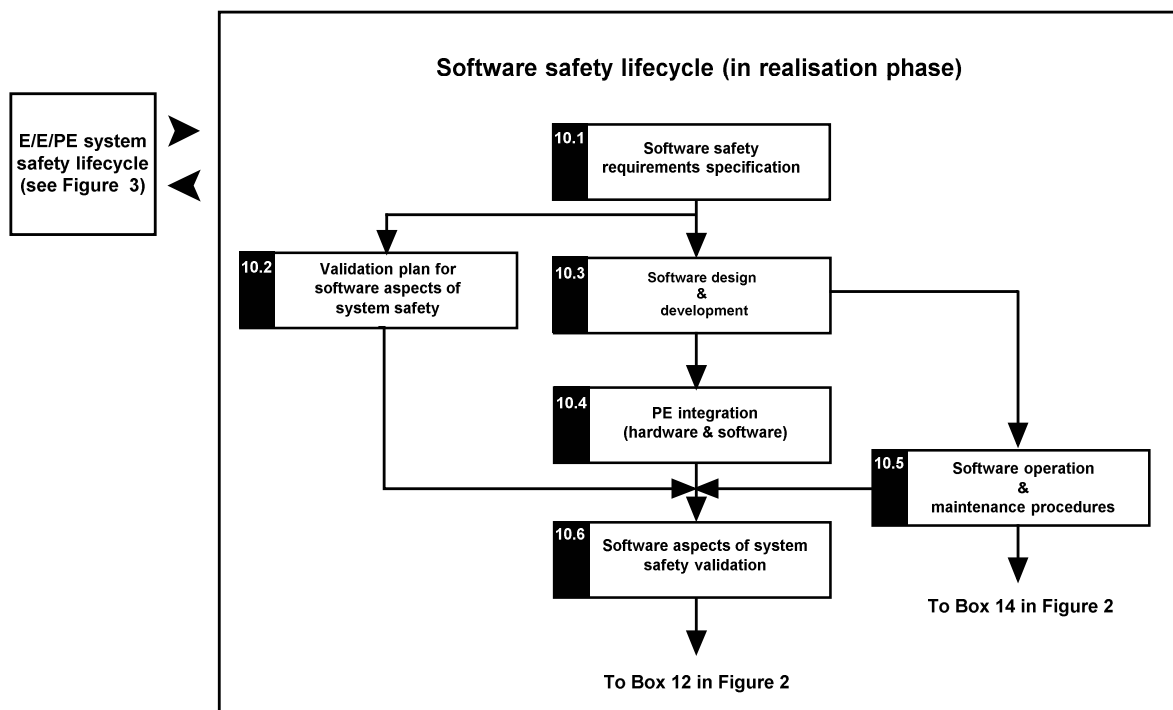 Software safety lifecycle (in realisation phase)
E/E/PE system
safety lifecycle
(see Figure 3)
10.1
Software safety
requirements specification
10.2
Validation plan for
software aspects of
system safety
10.3
Software design
&
development
10.4
PE integration
(hardware & software)
10.5
Software operation
&
maintenance procedures
10.6
Software aspects of system
safety validation
To Box 14 in Figure 2
To Box 12 in Figure 2